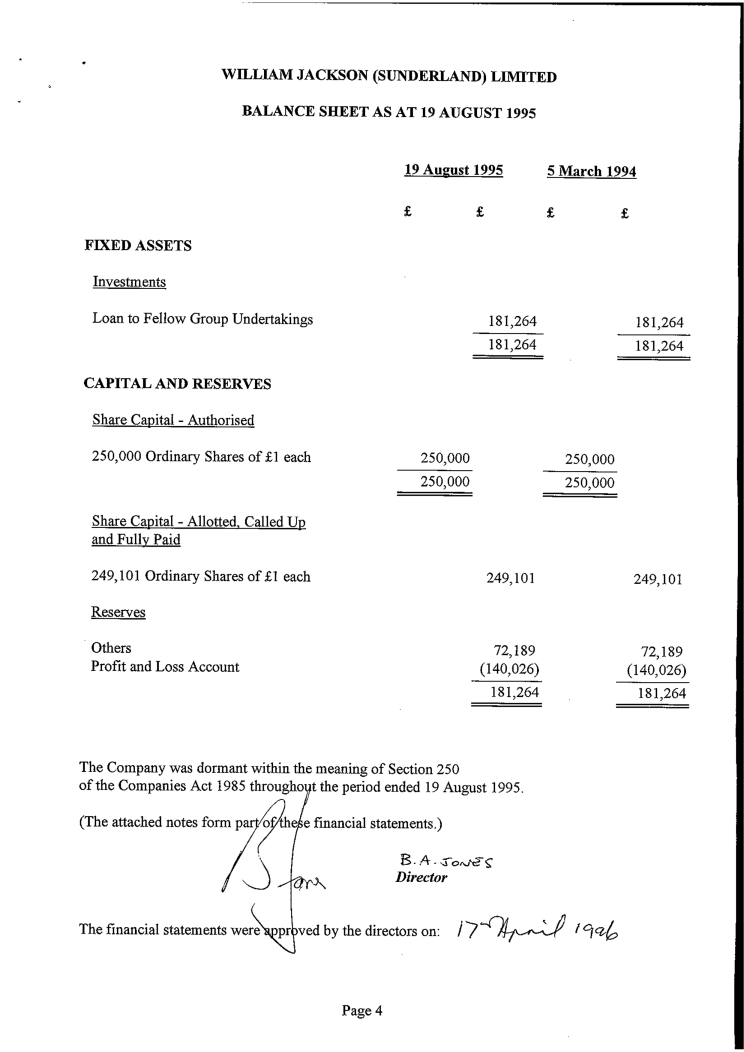 WILLIAM JACKSON (SUNDERLAND) LIMITED
BALANCE SHEET AS AT 19 AUGUST 1995
19 August 1995 5 March 1994
£ £ £ £
FIXED ASSETS
Investments
Loan to Fellow Group Undertakings 181,264 181,264
181,264 181,264
CAPITAL AND RESERVES
Share Capital - Authorised
250,000 Ordinary Shares of £1 each 250,000 250,000
250,000 250,000
Share Capital - Allotted, Called Up
and Fully Paid
249,101 Ordinary Shares of £1 each 249,101 249,101
Reserves
Others 72,189 72,189
Profit and Loss Account (140,026) (140,026)
181,264 181,264
The Company was dormant within the meaning of Section 250
of the Companies Act 1985 throughout the period ended 19 August 1995.
(The attached notes form part of these financial statements.)
B.A. JONES
Director
The financial statements were approved by the directors on: 17th April 1996
Page 4